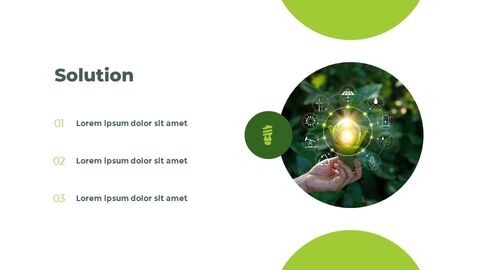 Solution
01 Lorem Ipsum dolor sit amet
02 Lorem Ipsum dolor sit amet
03 Lorem Ipsum dolor sit amet